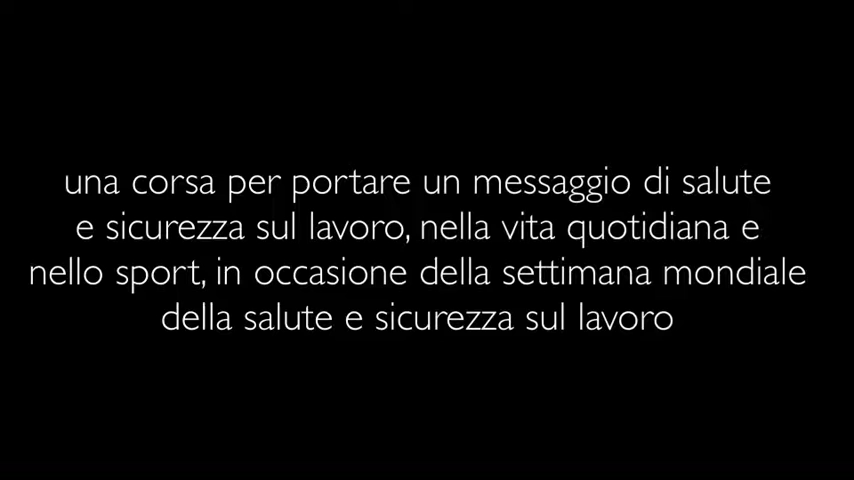 una corsa per portare un messaggio di salute
e sicurezza sul lavoro, nella vita quotidiana e
nello sport, in occasione della settimana mondiale
della salute e sicurezza sul lavoro